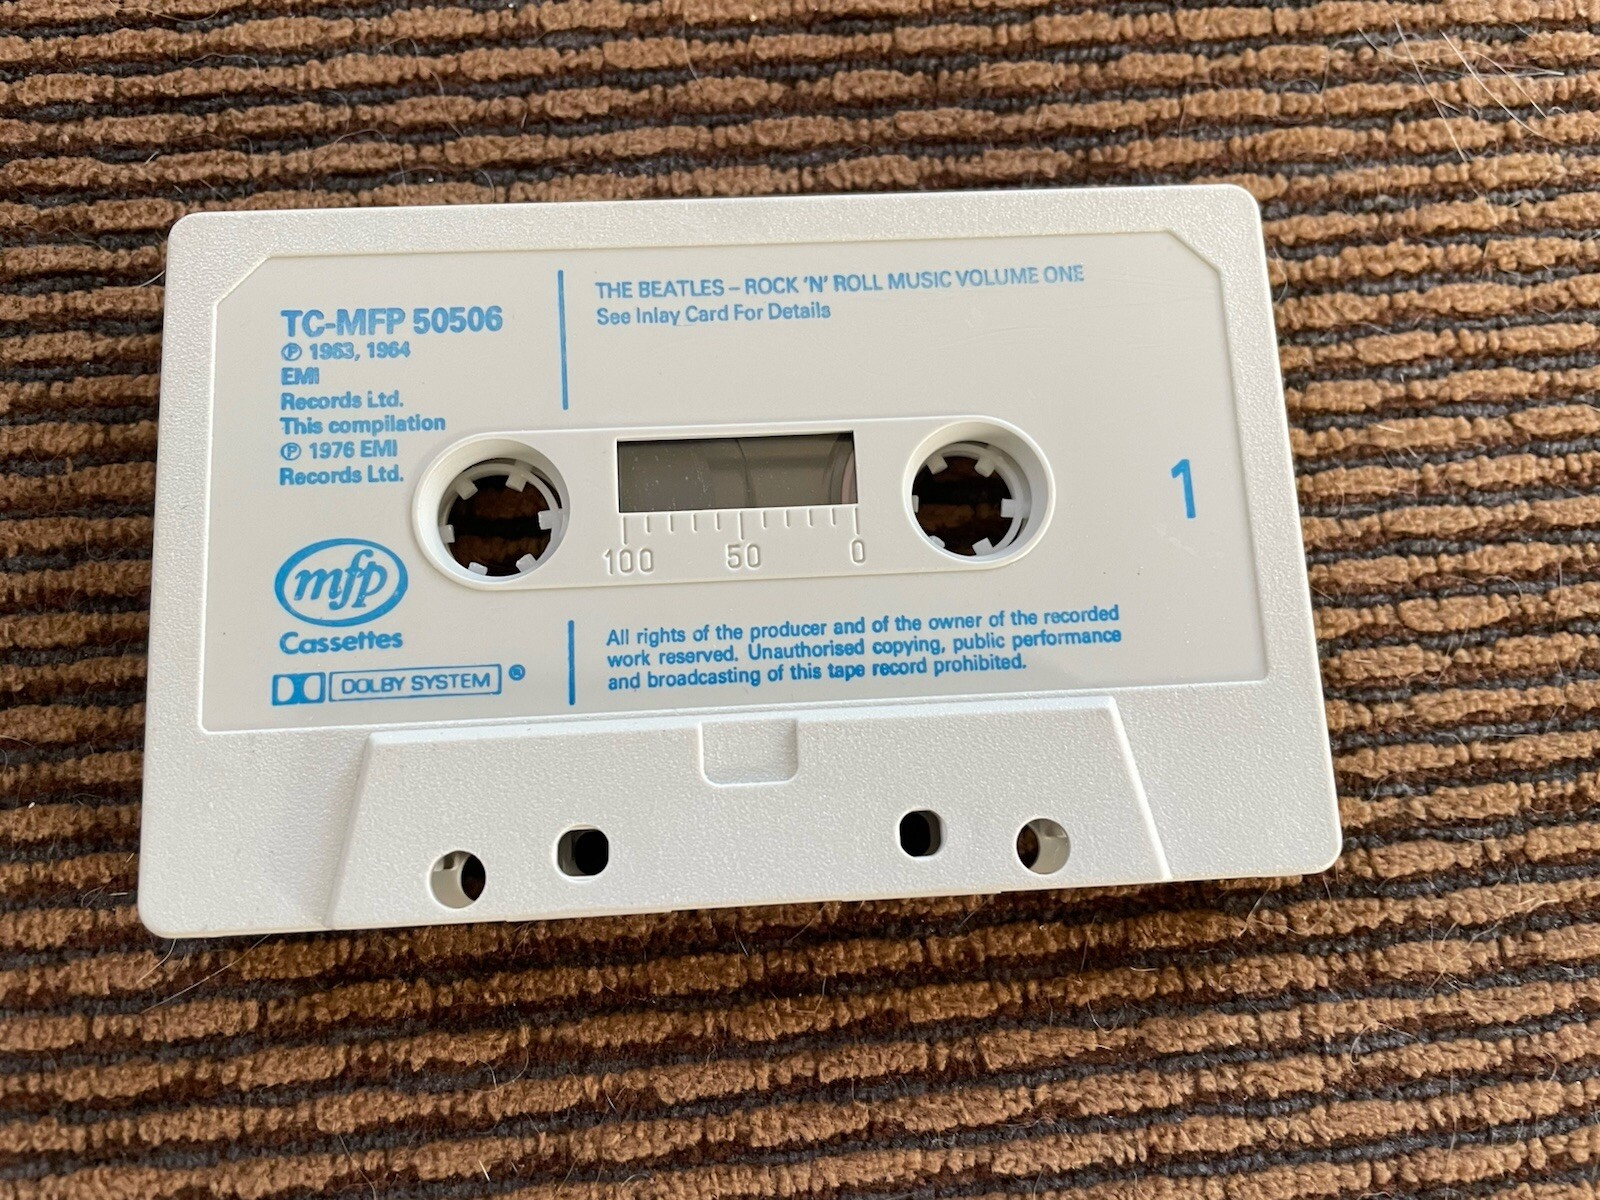 TC-MFP 50506
℗ 1963, 1964
EMI
Records Ltd.
This compilation
℗ 1976 EMI
Records Ltd.
mfp
Cassettes
DOLBY SYSTEM ®
THE BEATLES – ROCK 'N' ROLL MUSIC VOLUME ONE
See Inlay Card For Details
100 50 0
1
All rights of the producer and of the owner of the recorded
work reserved. Unauthorised copying, public performance
and broadcasting of this tape record prohibited.